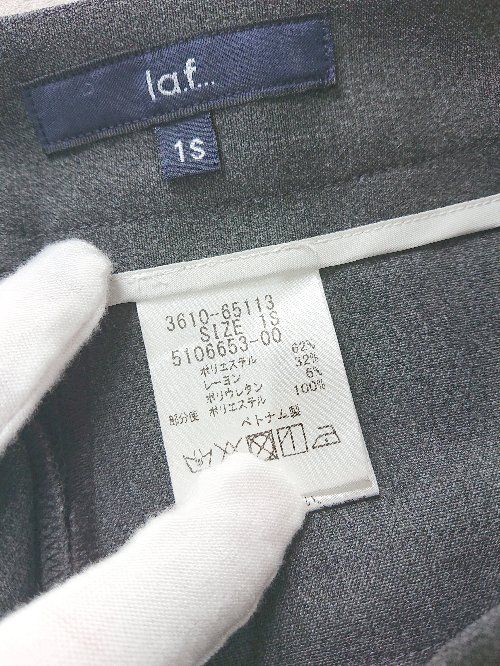 l.a.f...
1S
3610-65113
SIZE 1S
5106653-00
ポリエステル 62%
レーヨン 32%
ポリウレタン 6%
部分使 ポリエステル 100%
ベトナム製